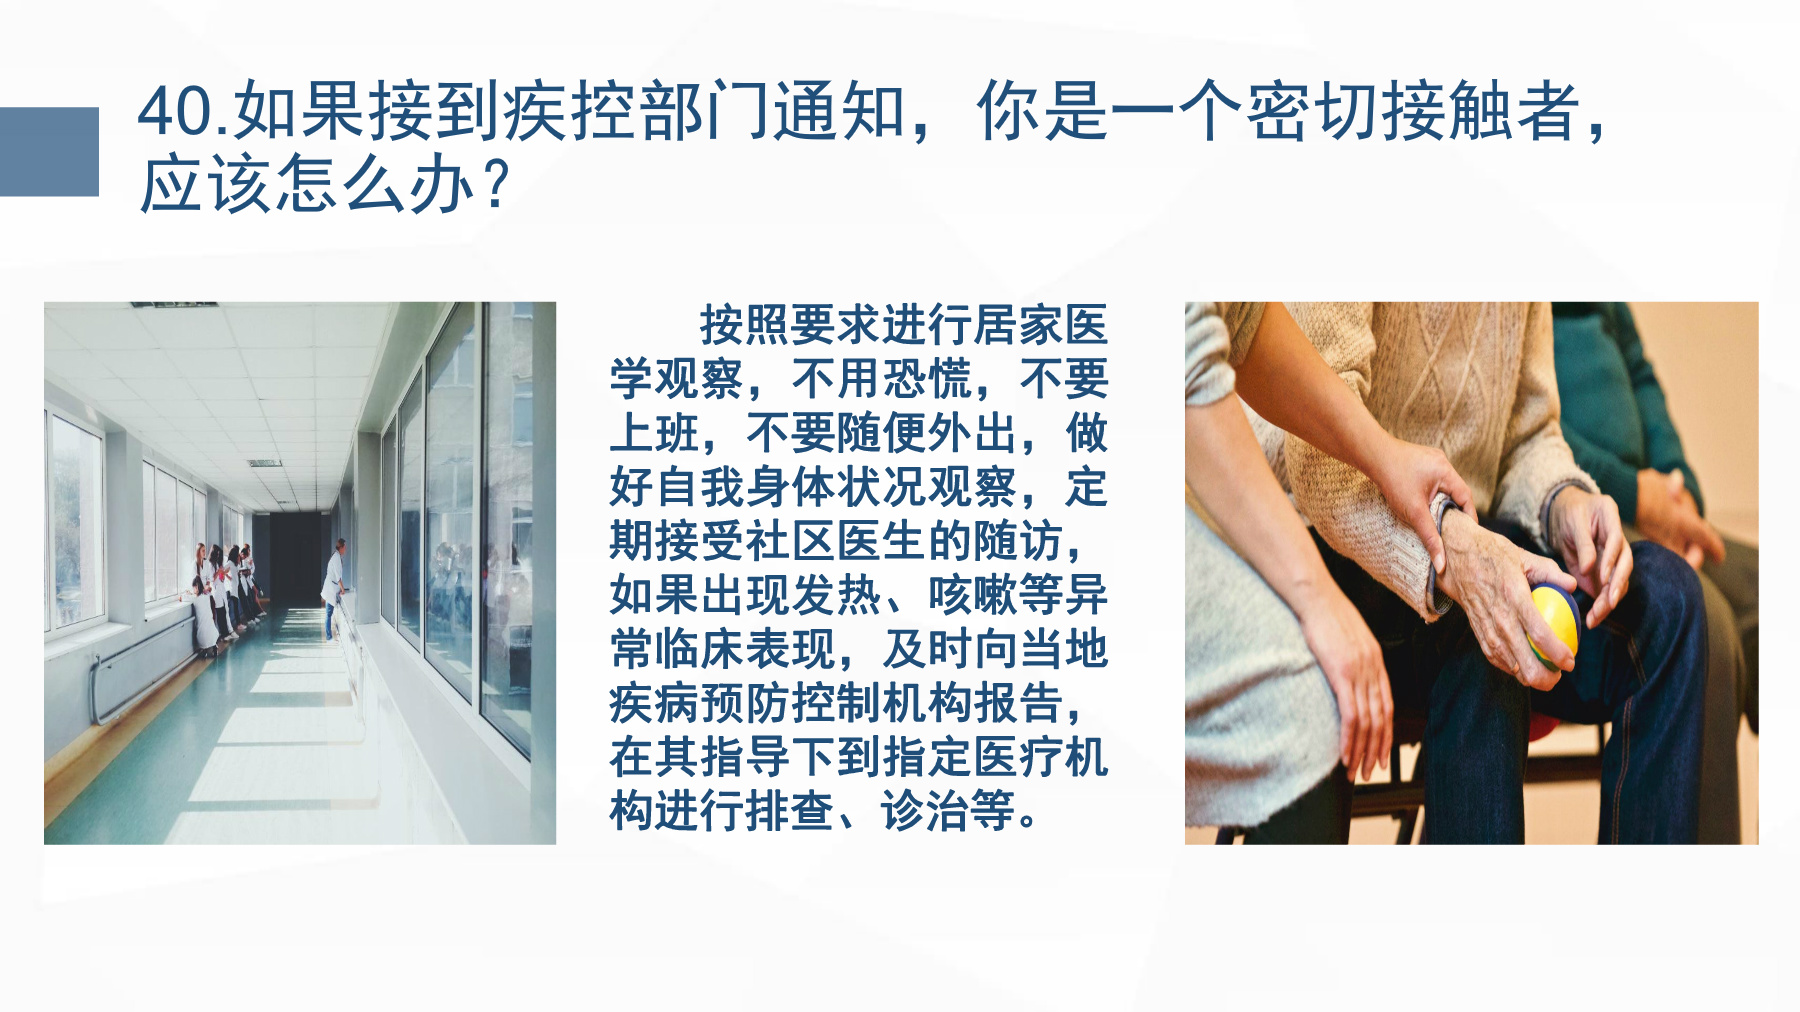 40.如果接到疾控部门通知，你是一个密切接触者，
应该怎么办？
按照要求进行居家医
学观察，不用恐慌，不要
上班，不要随便外出，做
好自我身体状况观察，定
期接受社区医生的随访，
如果出现发热、咳嗽等异
常临床表现，及时向当地
疾病预防控制机构报告，
在其指导下到指定医疗机
构进行排查、诊治等。